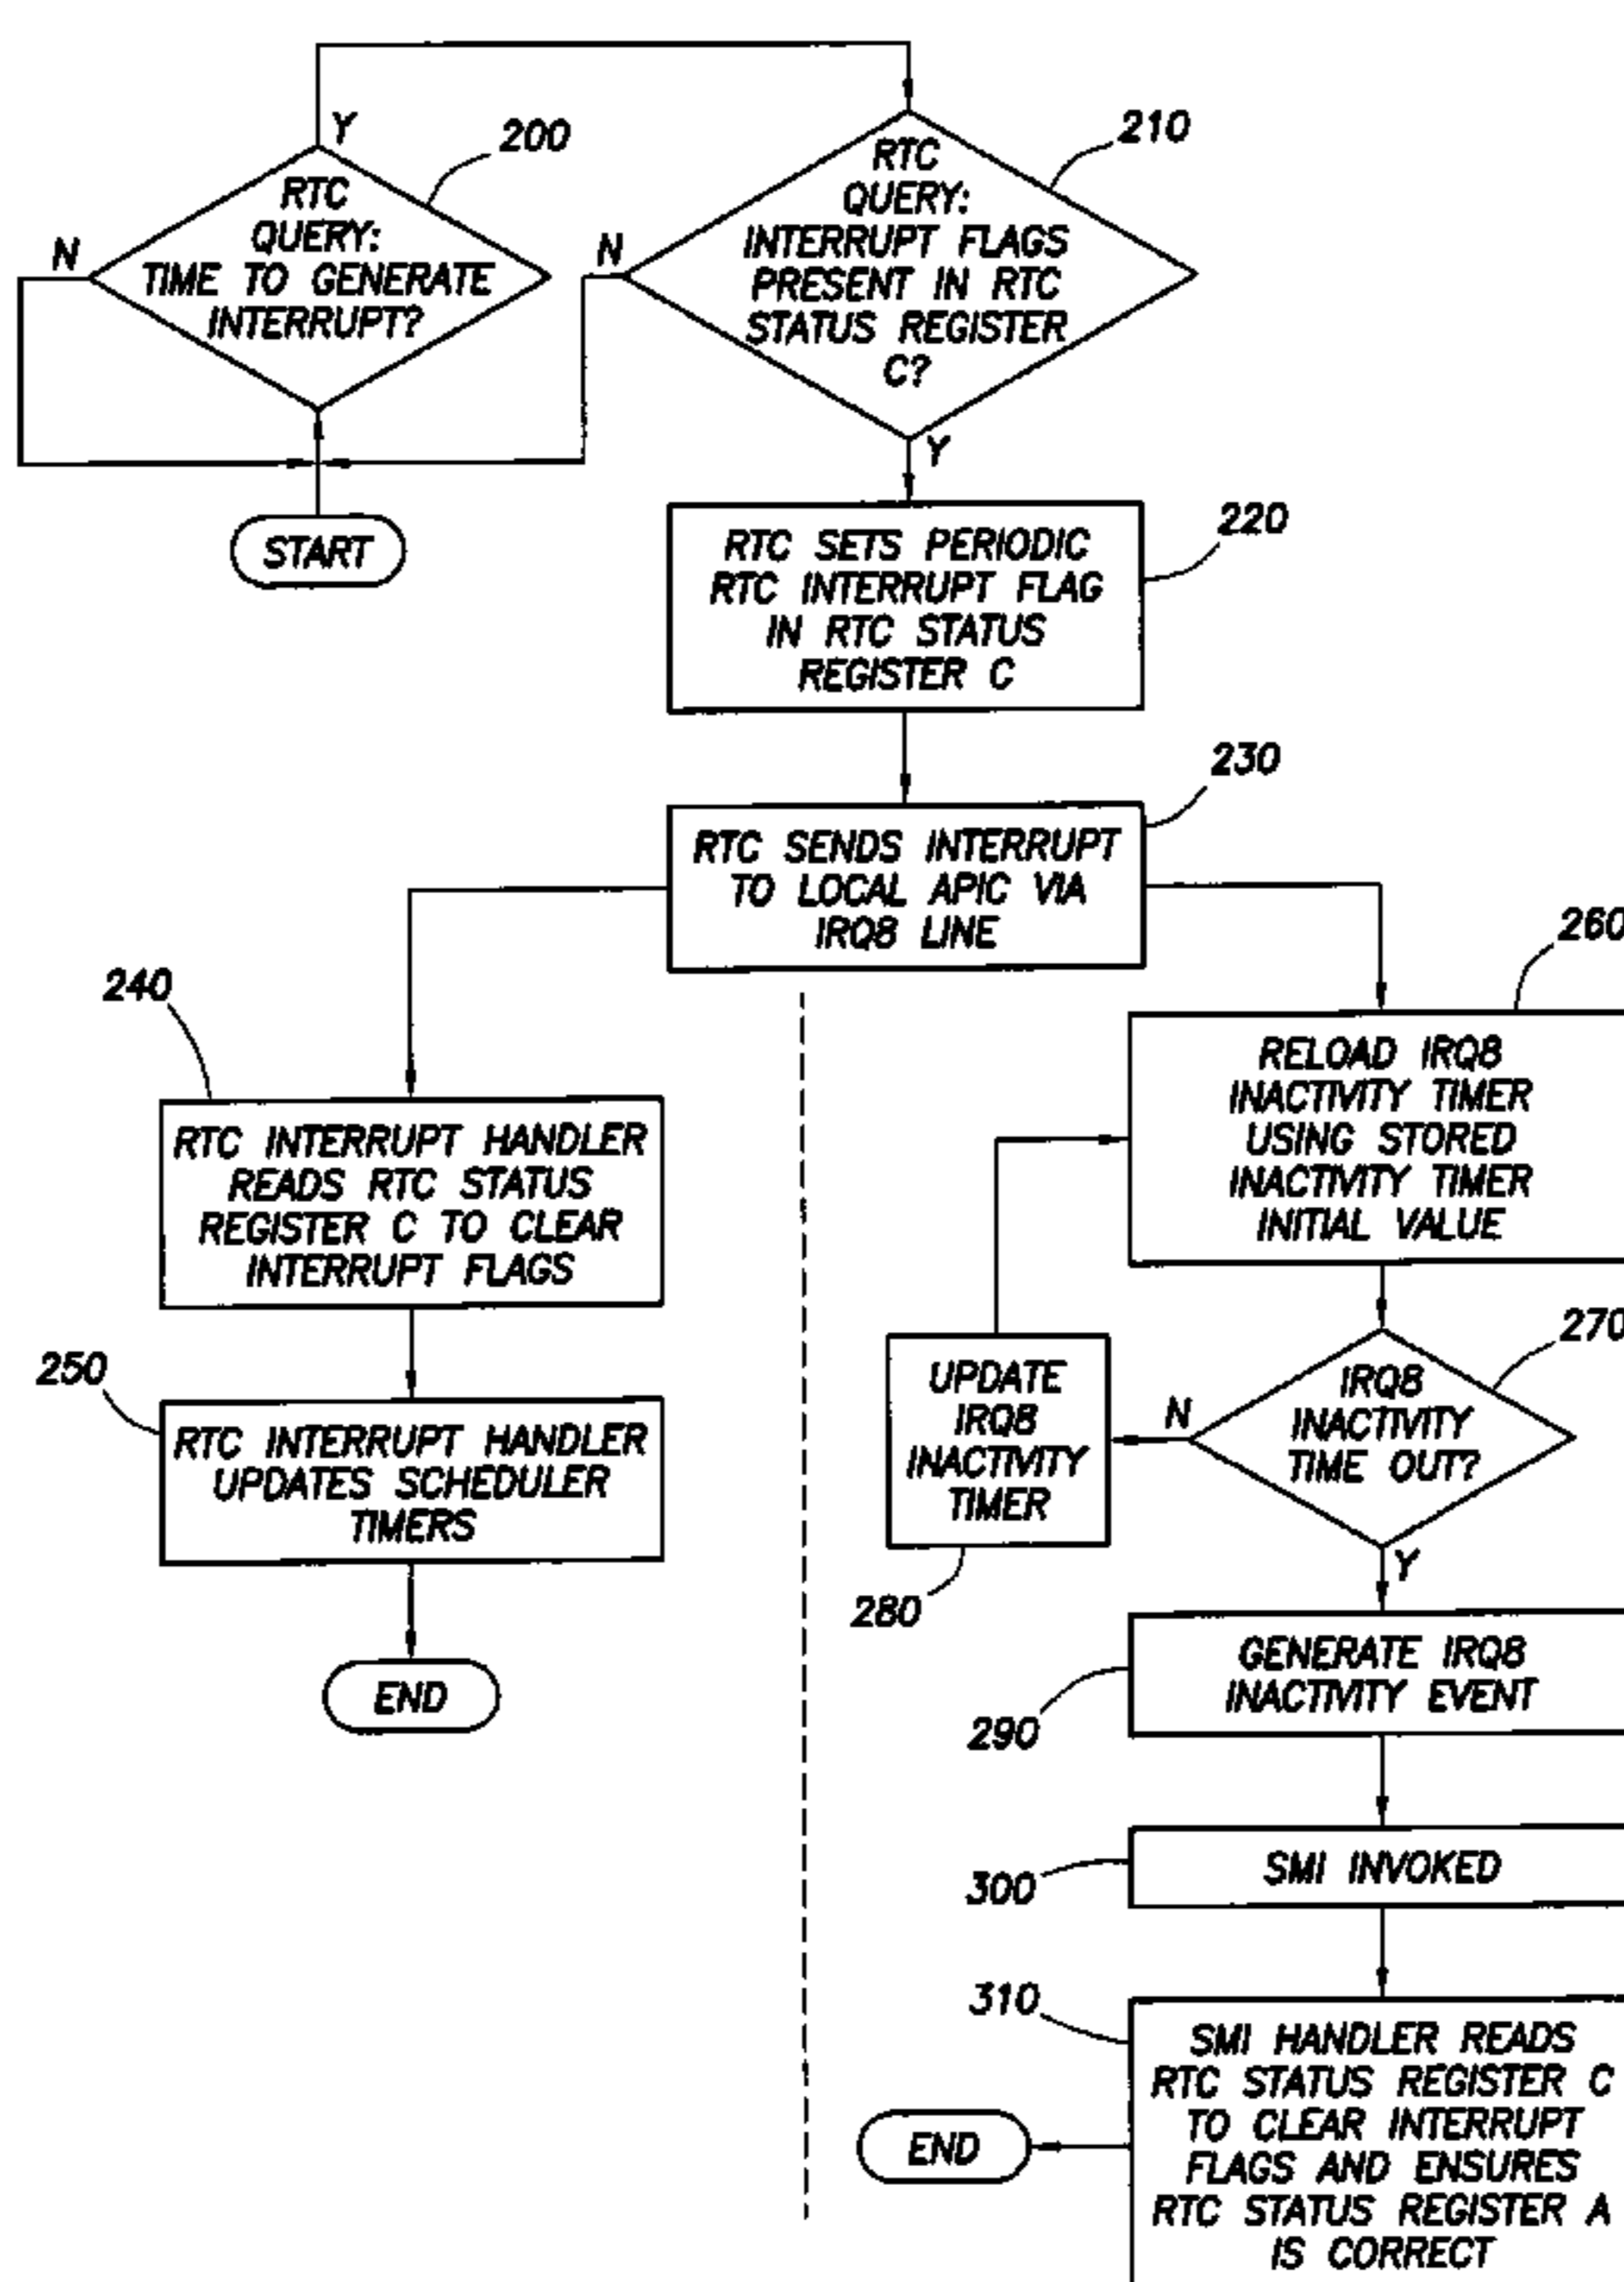 Y
200
RTC
QUERY:
TIME TO GENERATE
INTERRUPT?
N
START
210
RTC
QUERY:
INTERRUPT FLAGS
PRESENT IN RTC
STATUS REGISTER
C?
N
Y
220
RTC SETS PERIODIC
RTC INTERRUPT FLAG
IN RTC STATUS
REGISTER C
230
RTC SENDS INTERRUPT
TO LOCAL APIC VIA
IRQ8 LINE
240
RTC INTERRUPT HANDLER
READS RTC STATUS
REGISTER C TO CLEAR
INTERRUPT FLAGS
250
RTC INTERRUPT HANDLER
UPDATES SCHEDULER
TIMERS
END
260
RELOAD IRQ8
INACTIVITY TIMER
USING STORED
INACTIVITY TIMER
INITIAL VALUE
270
IRQ8
INACTIVITY
TIME OUT?
N
UPDATE
IRQ8
INACTIVITY
TIMER
280
Y
GENERATE IRQ8
INACTIVITY EVENT
290
SMI INVOKED
300
310
SMI HANDLER READS
RTC STATUS REGISTER C
TO CLEAR INTERRUPT
FLAGS AND ENSURES
RTC STATUS REGISTER A
IS CORRECT
END